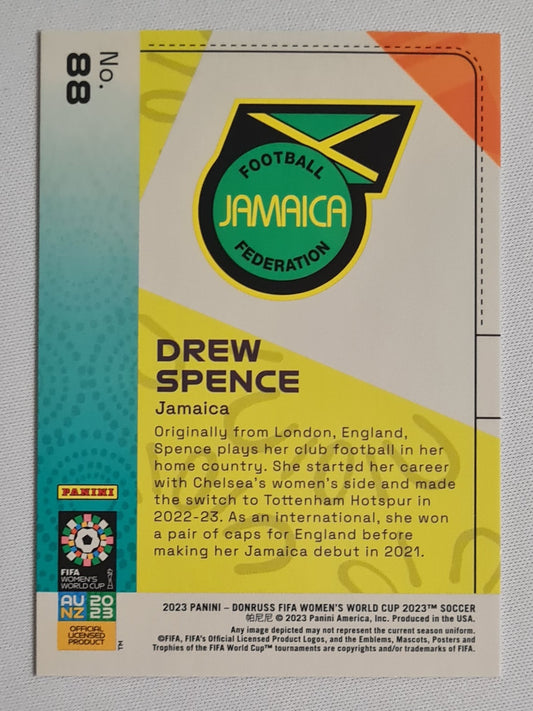 No.
88
FOOTBALL
JAMAICA
FEDERATION
DREW
SPENCE
Jamaica
Originally from London, England,
Spence plays her club football in her
home country. She started her career
with Chelsea's women's side and made
the switch to Tottenham Hotspur in
2022-23. As an international, she won
a pair of caps for England before
making her Jamaica debut in 2021.
PANINI
FIFA
WOMEN'S
WORLD CUP
AU 20
NZ 23
OFFICIAL
LICENSED
PRODUCT
TM
2023 PANINI – DONRUSS FIFA WOMEN'S WORLD CUP 2023™ SOCCER
帕尼尼 © 2023 Panini America, Inc. Produced in the USA.
Any image depicted may not represent the current season uniform.
©FIFA, FIFA's Official Licensed Product Logos, and the Emblems, Mascots, Posters and
Trophies of the FIFA World Cup™ tournaments are copyrights and/or trademarks of FIFA.